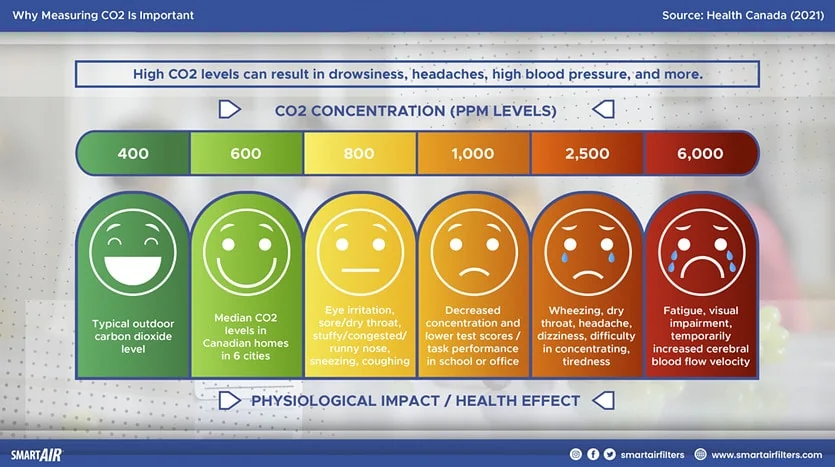 Why Measuring CO2 Is Important
Source: Health Canada (2021)
High CO2 levels can result in drowsiness, headaches, high blood pressure, and more.
CO2 CONCENTRATION (PPM LEVELS)
400
600
800
1,000
2,500
6,000
Typical outdoor
carbon dioxide
level
Median CO2
levels in
Canadian homes
in 6 cities
Eye irritation,
sore/dry throat,
stuffy/congested/
runny nose,
sneezing, coughing
Decreased
concentration and
lower test scores /
task performance
in school or office
Wheezing, dry
throat, headache,
dizziness, difficulty
in concentrating,
tiredness
Fatigue, visual
impairment,
temporarily
increased cerebral
blood flow velocity
PHYSIOLOGICAL IMPACT / HEALTH EFFECT
SMART AIR
smartairfilters
www.smartairfilters.com